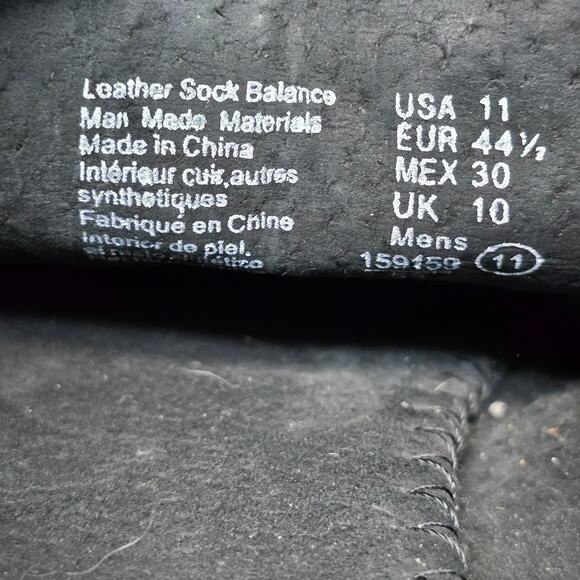 Leather Sock Balance
Man Made Materials
Made in China
Intérieur cuir, autres
synthetiques
Fabriqué en Chine
Interior de piel,
USA 11
EUR 44½
MEX 30
UK 10
Mens
159159 11